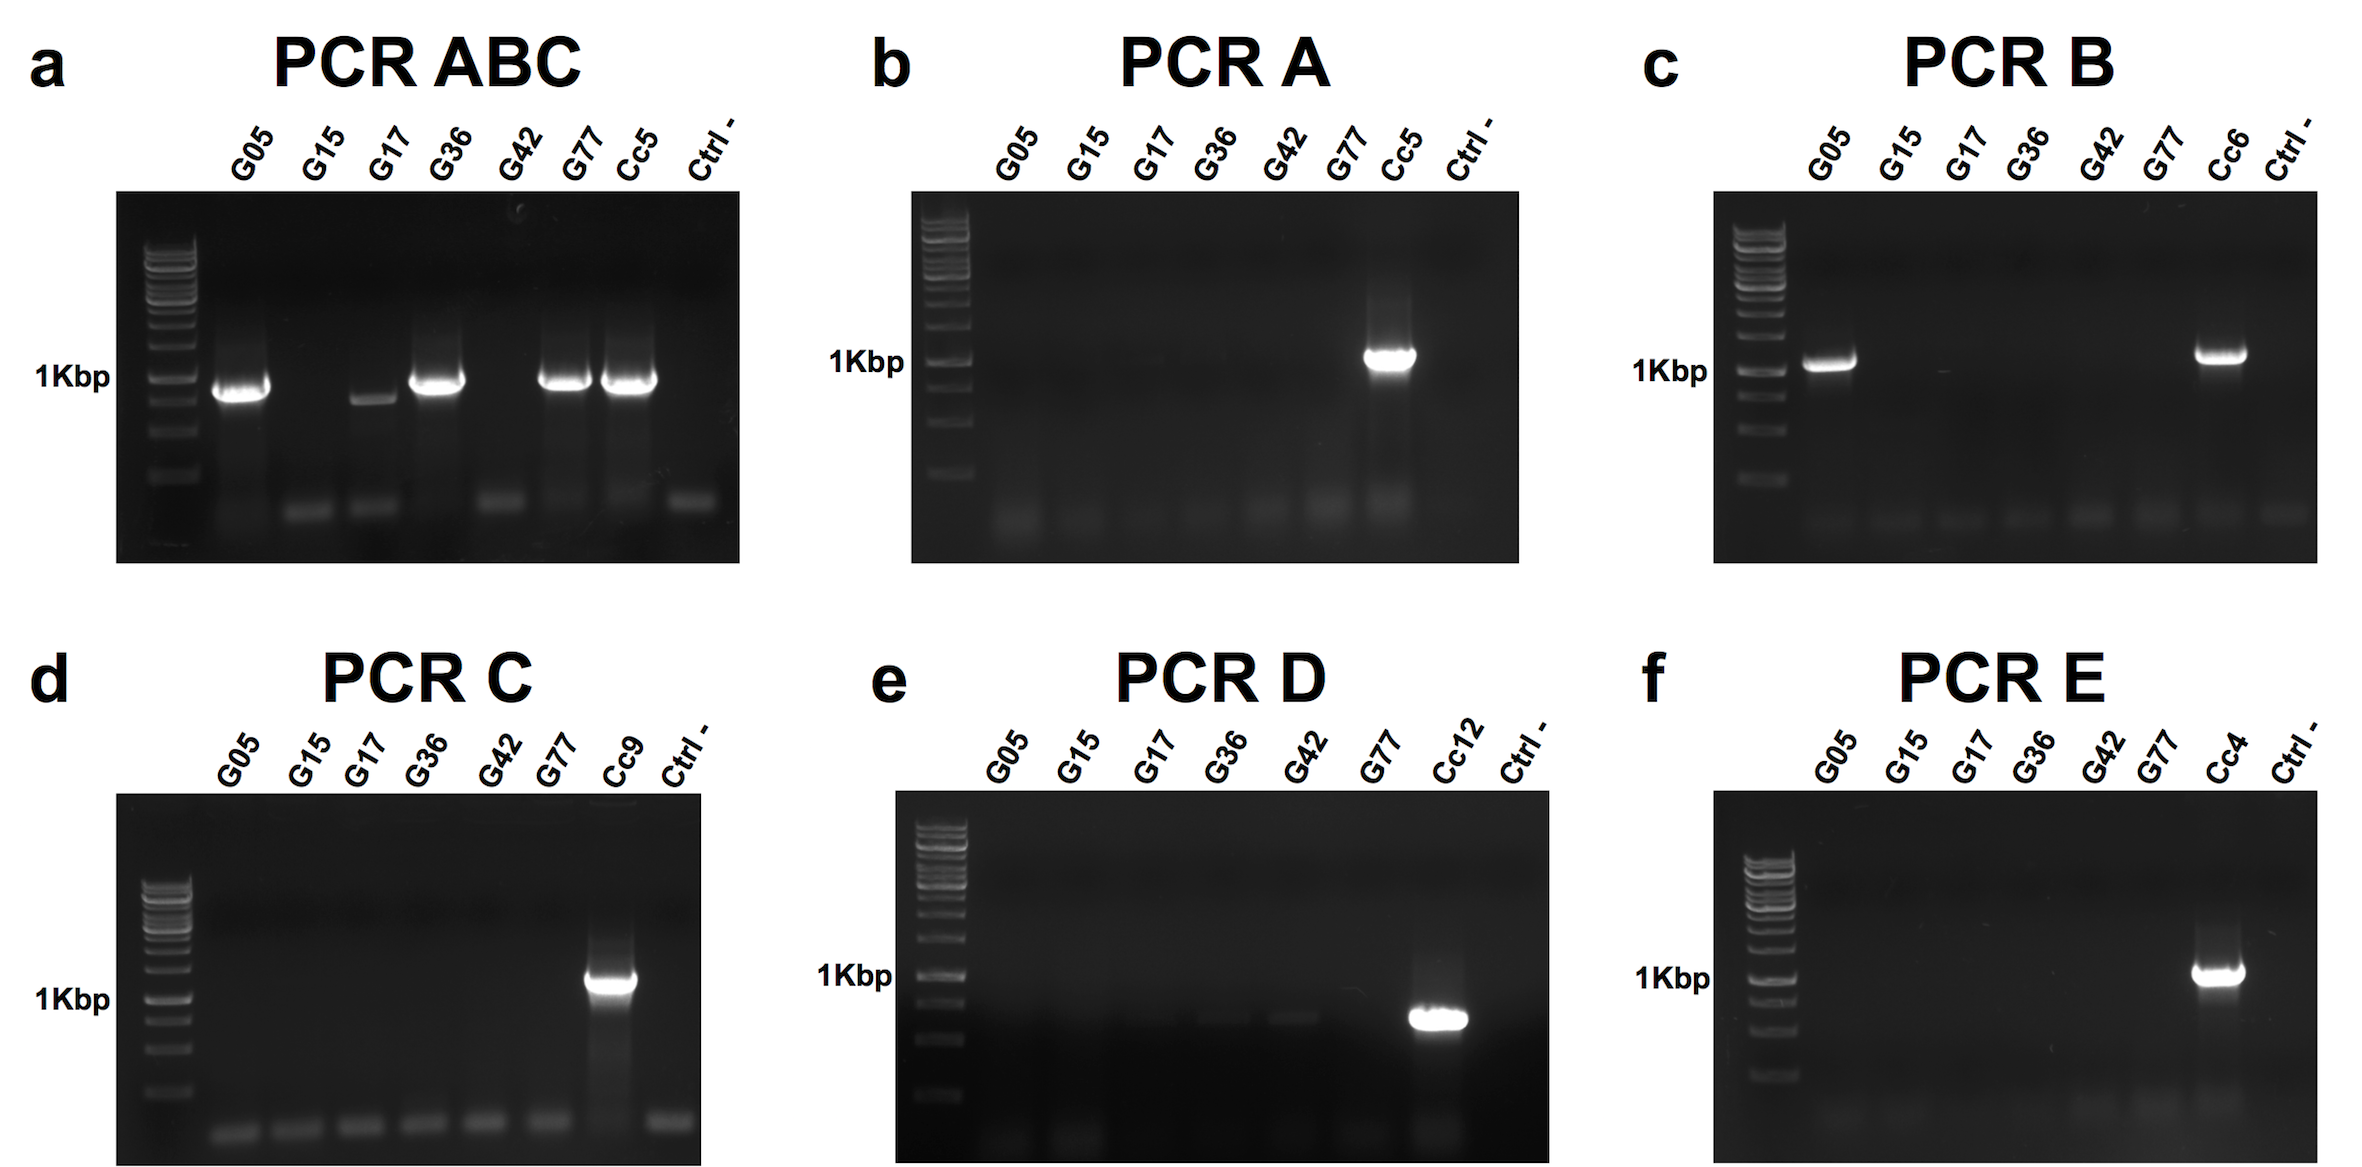 a PCR ABC
G05 G15 G17 G36 G42 G77 Cc5 Ctrl -
1Kbp
b PCR A
G05 G15 G17 G36 G42 G77 Cc5 Ctrl -
1Kbp
c PCR B
G05 G15 G17 G36 G42 G77 Cc6 Ctrl -
1Kbp
d PCR C
G05 G15 G17 G36 G42 G77 Cc9 Ctrl -
1Kbp
e PCR D
G05 G15 G17 G36 G42 G77 Cc12 Ctrl -
1Kbp
f PCR E
G05 G15 G17 G36 G42 G77 Cc4 Ctrl -
1Kbp